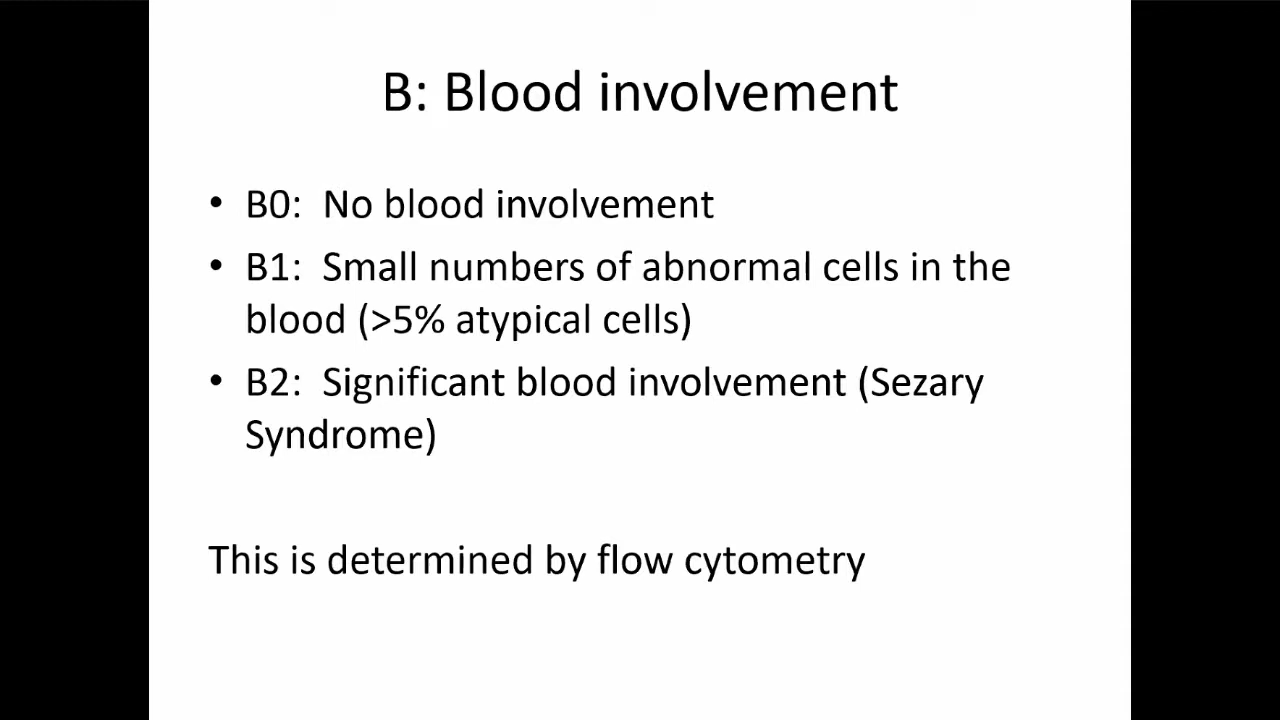 B: Blood involvement
• B0: No blood involvement
• B1: Small numbers of abnormal cells in the
blood (>5% atypical cells)
• B2: Significant blood involvement (Sezary
Syndrome)
This is determined by flow cytometry